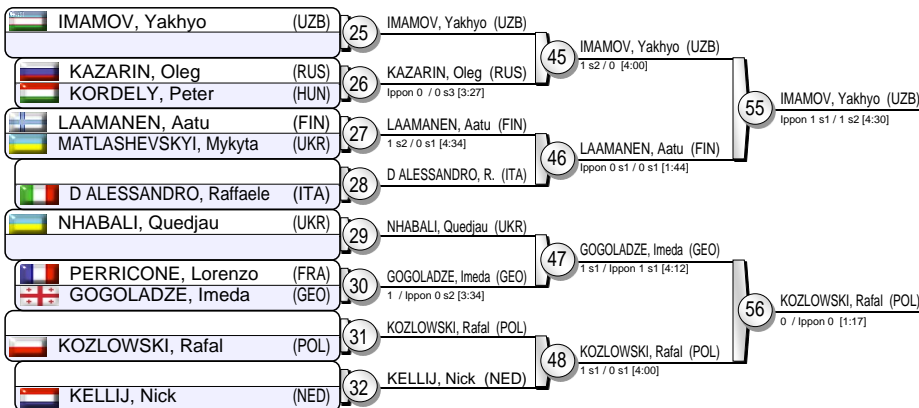 IMAMOV, Yakhyo (UZB)
KAZARIN, Oleg (RUS)
KORDELY, Peter (HUN)
LAAMANEN, Aatu (FIN)
MATLASHEVSKYI, Mykyta (UKR)
D ALESSANDRO, Raffaele (ITA)
NHABALI, Quedjau (UKR)
PERRICONE, Lorenzo (FRA)
GOGOLADZE, Imeda (GEO)
KOZLOWSKI, Rafal (POL)
KELLIJ, Nick (NED)
25
26
27
28
29
30
31
32
IMAMOV, Yakhyo (UZB)
KAZARIN, Oleg (RUS)
Ippon 0 / 0 s3 [3:27]
LAAMANEN, Aatu (FIN)
1 s2 / 0 s1 [4:34]
D ALESSANDRO, R. (ITA)
NHABALI, Quedjau (UKR)
GOGOLADZE, Imeda (GEO)
1 / Ippon 0 s2 [3:34]
KOZLOWSKI, Rafal (POL)
KELLIJ, Nick (NED)
45
46
47
48
IMAMOV, Yakhyo (UZB)
1 s2 / 0 [4:00]
LAAMANEN, Aatu (FIN)
Ippon 0 s1 / 0 s1 [1:44]
GOGOLADZE, Imeda (GEO)
1 s1 / Ippon 1 s1 [4:12]
KOZLOWSKI, Rafal (POL)
1 s1 / 0 s1 [4:00]
55
56
IMAMOV, Yakhyo (UZB)
Ippon 1 s1 / 1 s2 [4:30]
KOZLOWSKI, Rafal (POL)
0 / Ippon 0 [1:17]